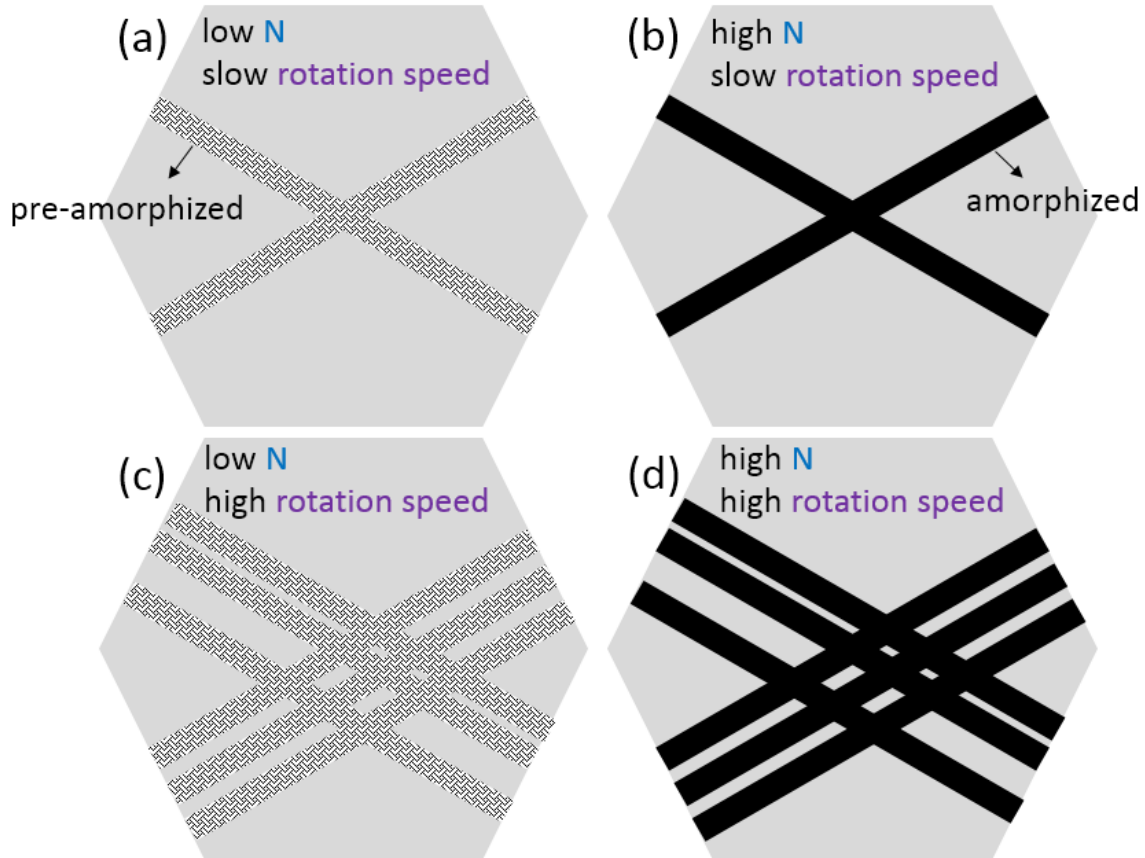 (a) low N
slow rotation speed
pre-amorphized
(b) high N
slow rotation speed
amorphized
(c) low N
high rotation speed
(d) high N
high rotation speed